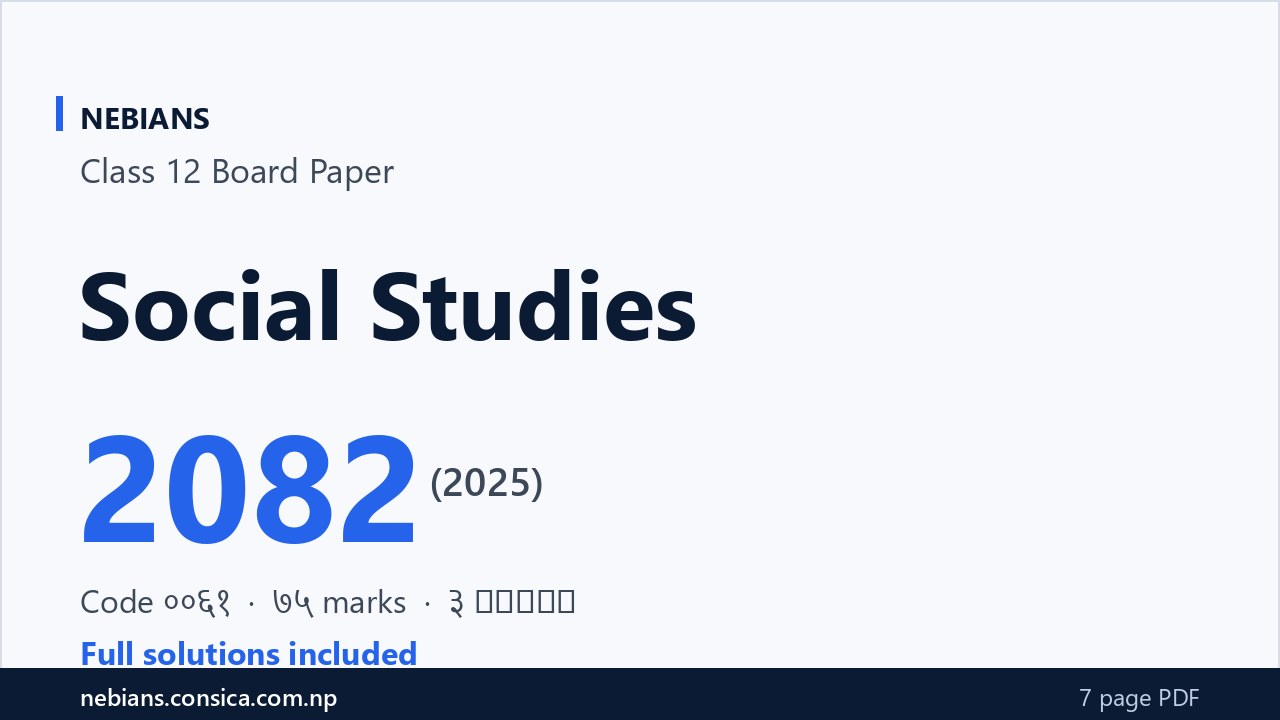 NEBIANS
Class 12 Board Paper
Social Studies
2082 (2025)
Code ००६१ · ७५ marks · ३
Full solutions included
nebians.consica.com.np
7 page PDF